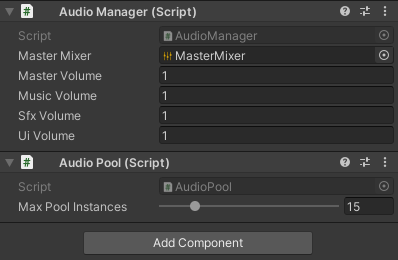 # Audio Manager (Script)
Script # AudioManager
Master Mixer MasterMixer
Master Volume 1
Music Volume 1
Sfx Volume 1
Ui Volume 1
# Audio Pool (Script)
Script # AudioPool
Max Pool Instances 15
Add Component